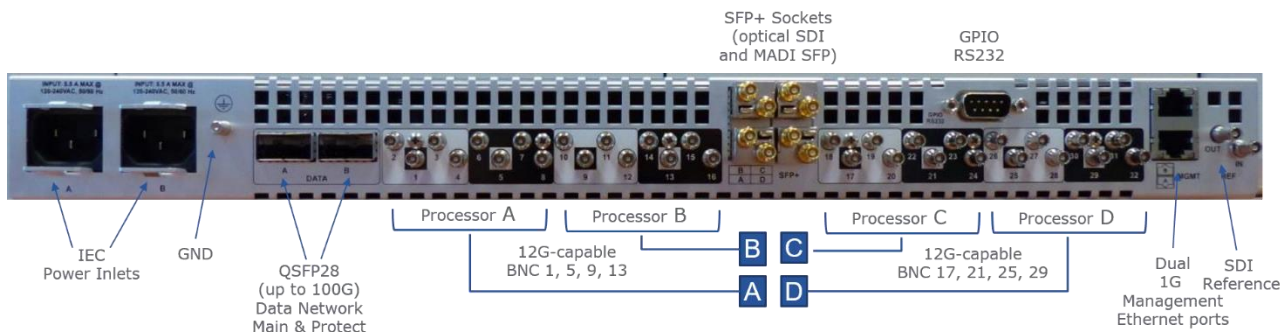 SFP+ Sockets
(optical SDI
and MADI SFP)
GPIO
RS232
INPUT: 5.5 A MAX @
120-240VAC, 50/60 Hz
INPUT: 5.5 A MAX @
120-240VAC, 50/60 Hz
GPIO
RS232
A
B
A
B
DATA
2 3 6 7 10 11 14 15
1 4 5 8 9 12 13 16
B C
A D
SFP+
18 19 22 23 26 27 30 31
17 20 21 24 25 28 29 32
B
A
MGMT
OUT
IN
REF
Processor A
Processor B
Processor C
Processor D
IEC
Power Inlets
GND
QSFP28
(up to 100G)
Data Network
Main & Protect
12G-capable
BNC 1, 5, 9, 13
B C
A D
12G-capable
BNC 17, 21, 25, 29
Dual
1G
Management
Ethernet ports
SDI
Reference